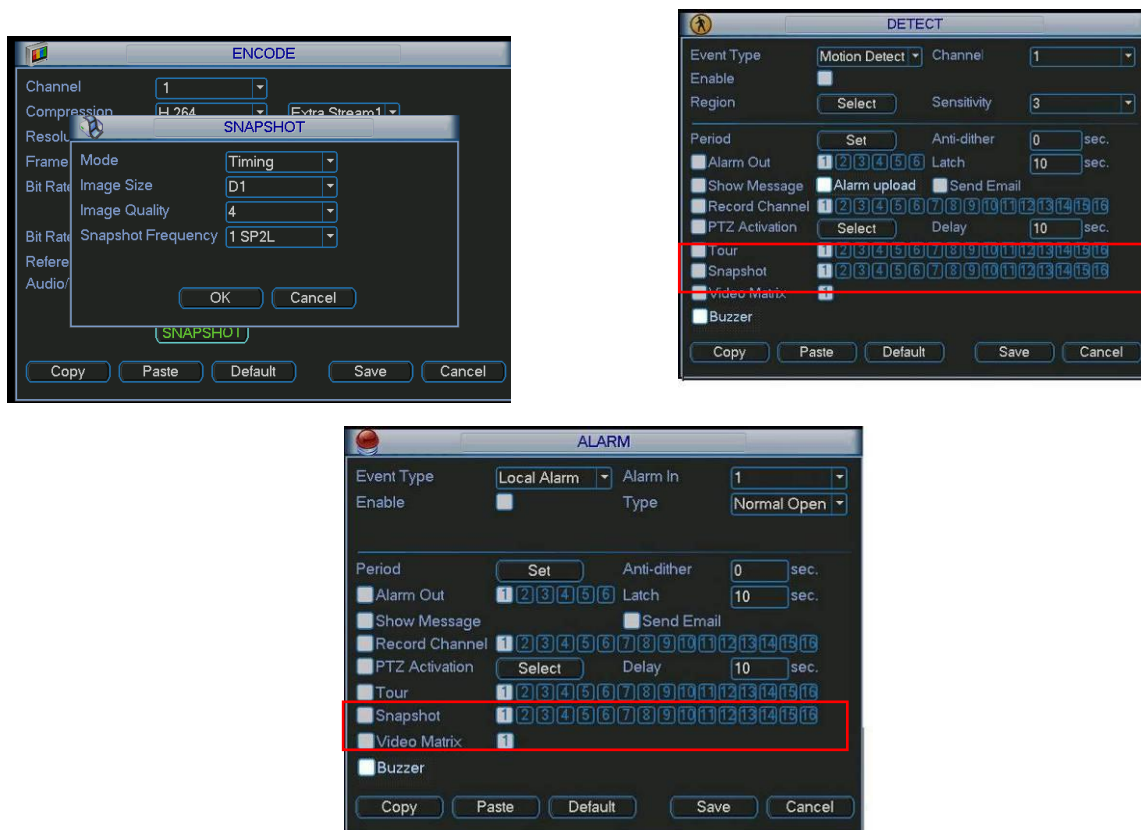 ENCODE
Channel 1
Compression H.264 Extra Stream1
SNAPSHOT
Resolu
Frame Mode Timing
Bit Rate Image Size D1
Image Quality 4
Bit Rate Snapshot Frequency 1 SP2L
Refere
Audio/
OK Cancel
SNAPSHOT
Copy Paste Default Save Cancel
DETECT
Event Type Motion Detect Channel 1
Enable
Region Select Sensitivity 3
Period Set Anti-dither 0 sec.
Alarm Out 1 2 3 4 5 6 Latch 10 sec.
Show Message Alarm upload Send Email
Record Channel 1 2 3 4 5 6 7 8 9 10 11 12 13 14 15 16
PTZ Activation Select Delay 10 sec.
Tour 1 2 3 4 5 6 7 8 9 10 11 12 13 14 15 16
Snapshot 1 2 3 4 5 6 7 8 9 10 11 12 13 14 15 16
Video Matrix 1
Buzzer
Copy Paste Default Save Cancel
ALARM
Event Type Local Alarm Alarm In 1
Enable Type Normal Open
Period Set Anti-dither 0 sec.
Alarm Out 1 2 3 4 5 6 Latch 10 sec.
Show Message Send Email
Record Channel 1 2 3 4 5 6 7 8 9 10 11 12 13 14 15 16
PTZ Activation Select Delay 10 sec.
Tour 1 2 3 4 5 6 7 8 9 10 11 12 13 14 15 16
Snapshot 1 2 3 4 5 6 7 8 9 10 11 12 13 14 15 16
Video Matrix 1
Buzzer
Copy Paste Default Save Cancel